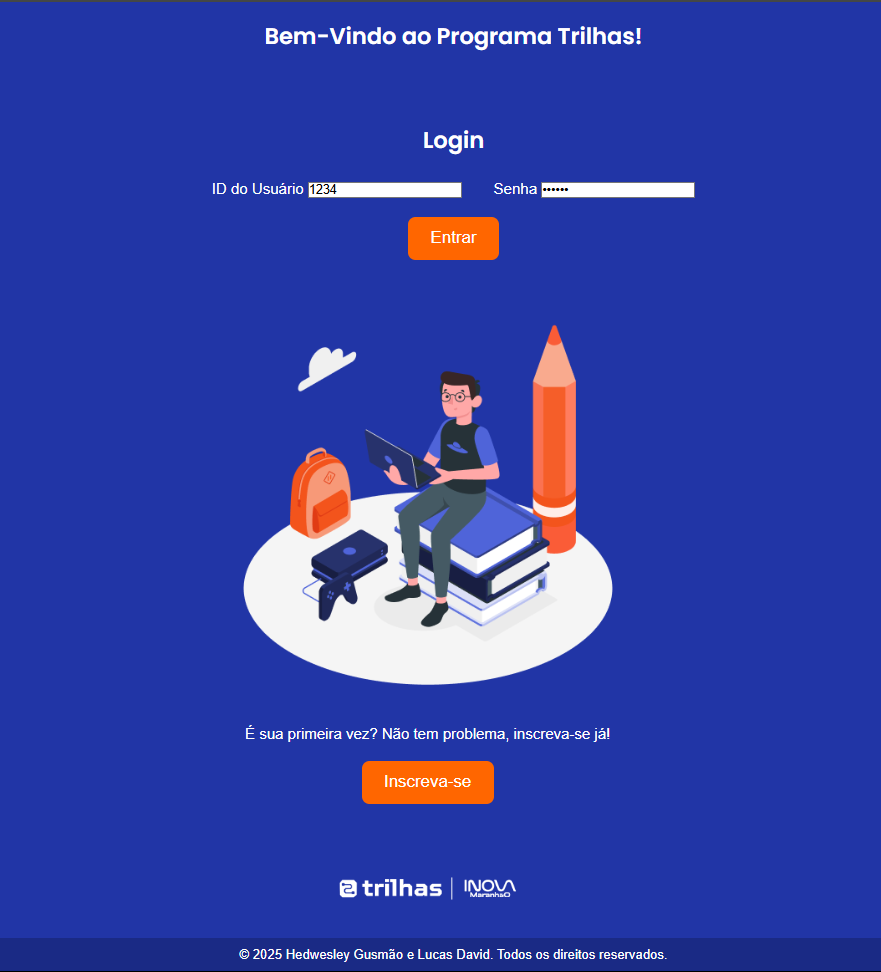 Bem-Vindo ao Programa Trilhas!
Login
ID do Usuário 1234 Senha ••••••
Entrar
É sua primeira vez? Não tem problema, inscreva-se já!
Inscreva-se
trilhas | INOVA Maranhão
© 2025 Hedwesley Gusmão e Lucas David. Todos os direitos reservados.